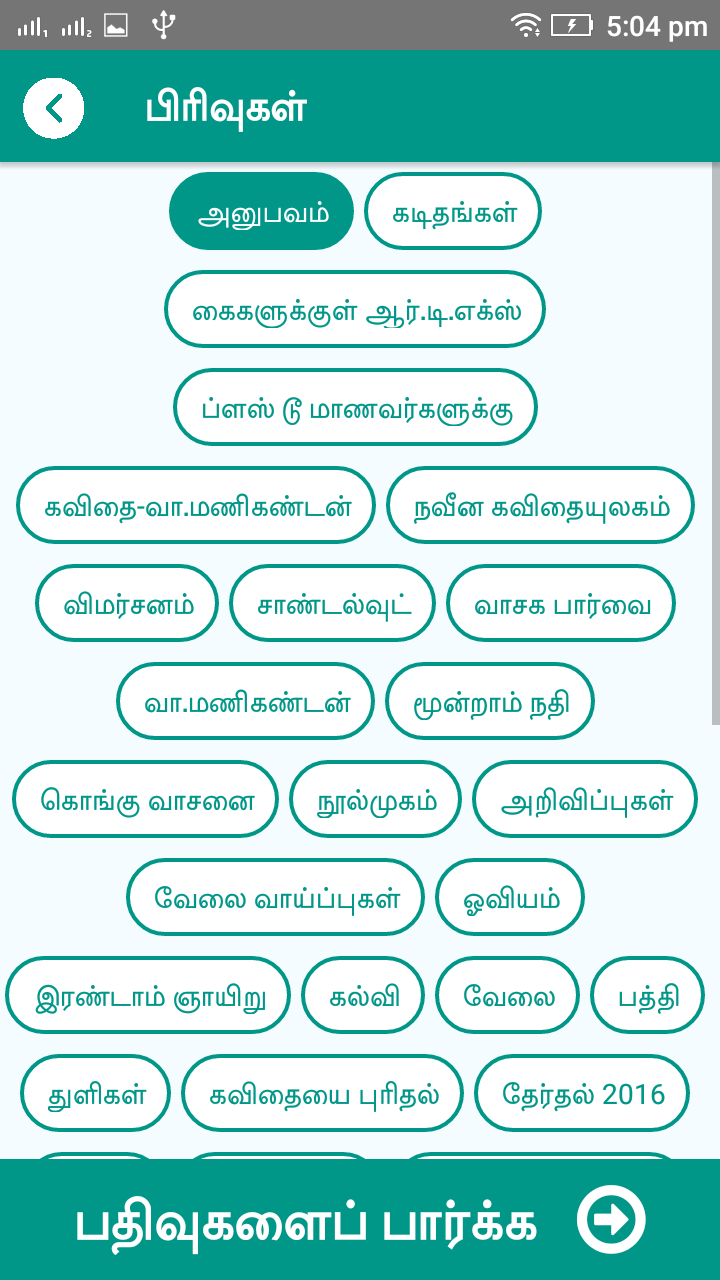 5:04 pm
பிரிவுகள்
அனுபவம் கடிதங்கள்
கைகளுக்குள் ஆர்.டி.எக்ஸ்
ப்ளஸ் டூ மாணவர்களுக்கு
கவிதை-வா.மணிகண்டன் நவீன கவிதையுலகம்
விமர்சனம் சாண்டல்வுட் வாசக பார்வை
வா.மணிகண்டன் மூன்றாம் நதி
கொங்கு வாசனை நூல்முகம் அறிவிப்புகள்
வேலை வாய்ப்புகள் ஓவியம்
இரண்டாம் ஞாயிறு கல்வி வேலை பத்தி
துளிகள் கவிதையை புரிதல் தேர்தல் 2016
பதிவுகளைப் பார்க்க